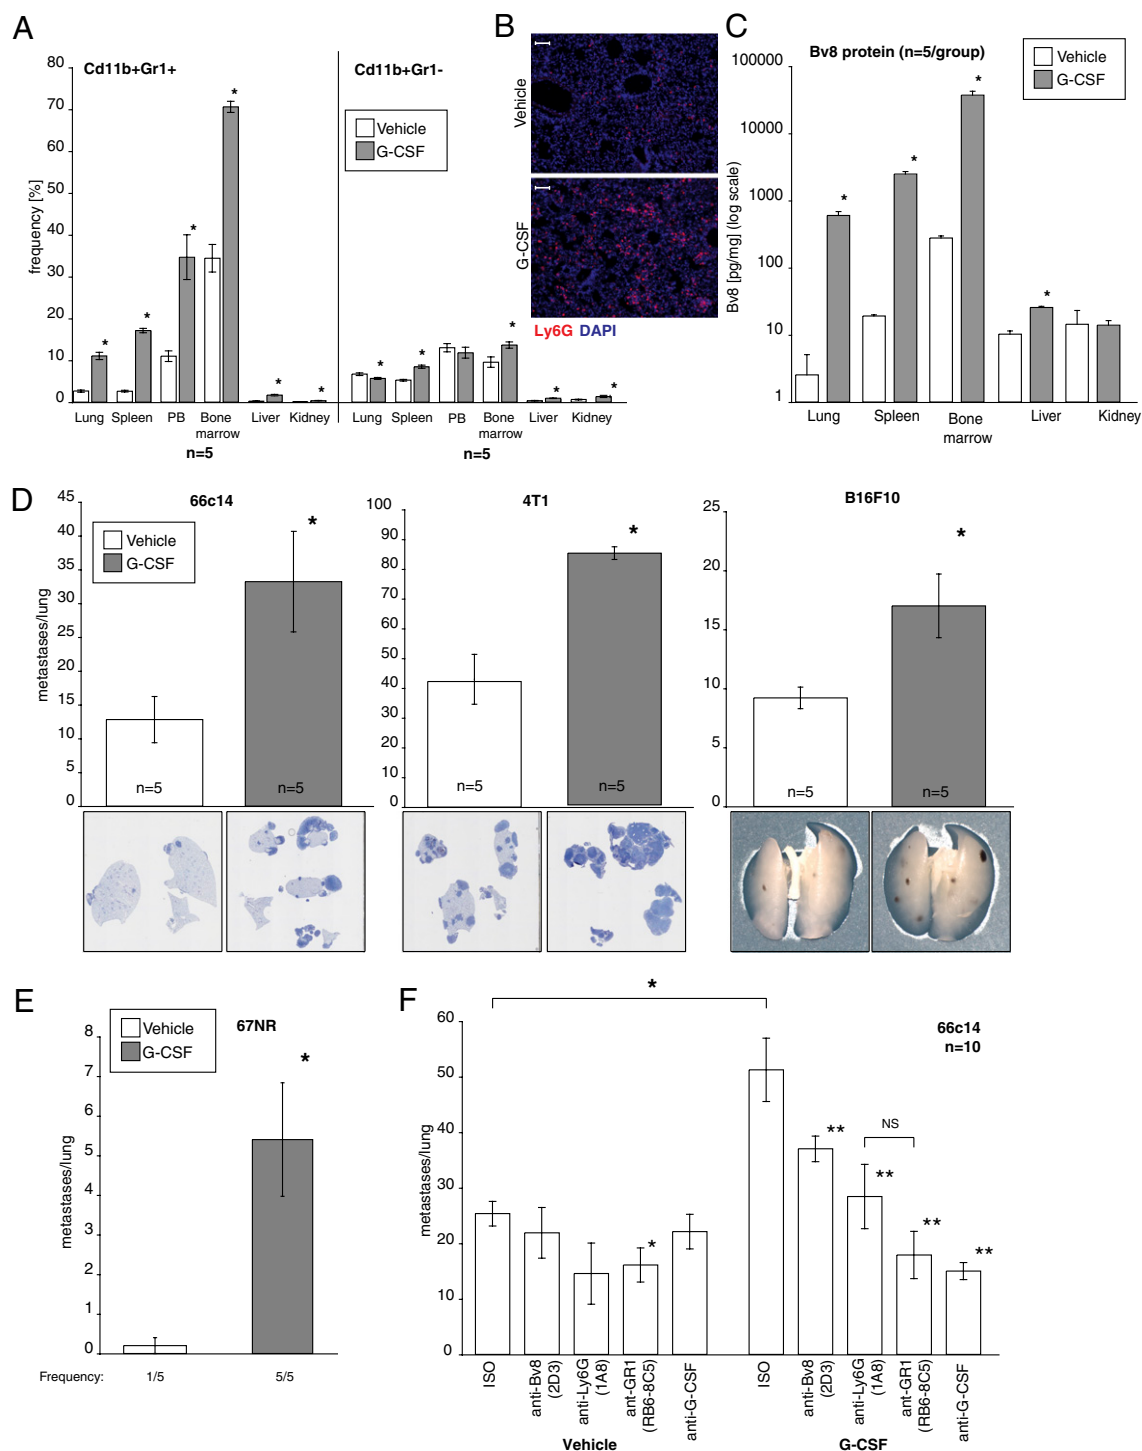 A
Cd11b+Gr1+
Cd11b+Gr1-
Vehicle
G-CSF
frequency [%]
80
70
60
50
40
30
20
10
0
* * * * * *
* * * * *
Lung Spleen PB Bone marrow Liver Kidney
n=5
Lung Spleen PB Bone marrow Liver Kidney
n=5
B
Vehicle
G-CSF
Ly6G DAPI
C
Bv8 protein (n=5/group)
Vehicle
G-CSF
Bv8 [pg/mg] (log scale)
100000
10000
1000
100
10
1
* * * *
Lung Spleen Bone marrow Liver Kidney
D
66c14
Vehicle
G-CSF
metastases/lung
45
40
35
30
25
20
15
10
5
0
*
n=5 n=5
4T1
100
90
80
70
60
50
40
30
20
10
0
*
n=5 n=5
B16F10
25
20
15
10
5
0
*
n=5 n=5
E
67NR
Vehicle
G-CSF
metastases/lung
8
7
6
5
4
3
2
1
0
*
Frequency: 1/5 5/5
F
66c14
n=10
metastases/lung
60
50
40
30
20
10
0
*
*
** ** ** **
NS
ISO
anti-Bv8 (2D3)
anti-Ly6G (1A8)
ant-GR1 (RB6-8C5)
anti-G-CSF
Vehicle
ISO
anti-Bv8 (2D3)
anti-Ly6G (1A8)
ant-GR1 (RB6-8C5)
anti-G-CSF
G-CSF